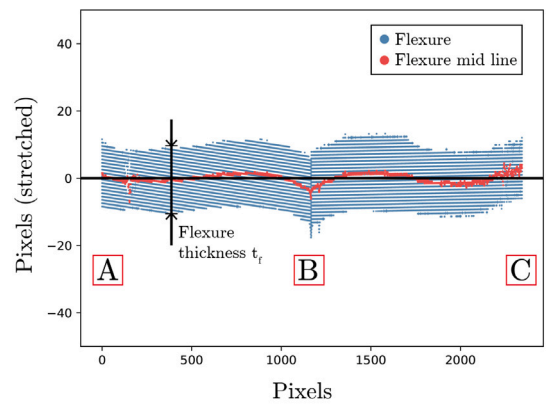 Pixels (stretched)
40
20
0
−20
−40
Flexure
Flexure mid line
Flexure
thickness t_f
A
B
C
0
500
1000
1500
2000
Pixels